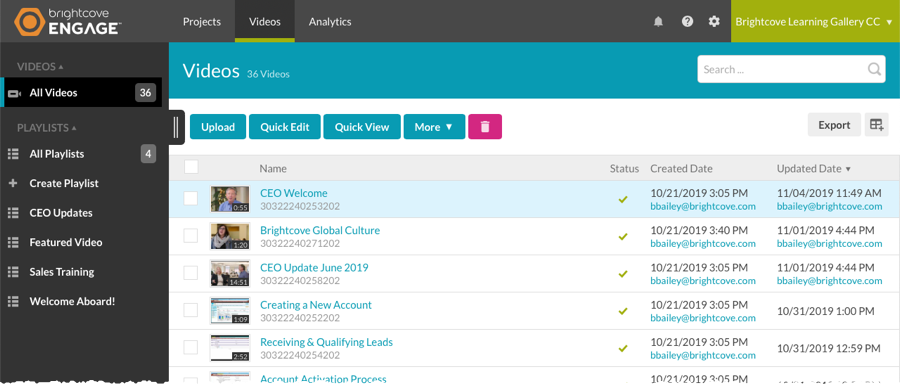 brightcove
ENGAGE™
Projects
Videos
Analytics
Brightcove Learning Gallery CC
VIDEOS
All Videos 36
PLAYLISTS
All Playlists 4
Create Playlist
CEO Updates
Featured Video
Sales Training
Welcome Aboard!
Videos 36 Videos
Search ...
Upload
Quick Edit
Quick View
More
Export
Name Status Created Date Updated Date
0:55
CEO Welcome
30322240253202
10/21/2019 3:05 PM
bbailey@brightcove.com
11/04/2019 11:49 AM
bbailey@brightcove.com
1:20
Brightcove Global Culture
30322240271202
10/21/2019 3:40 PM
bbailey@brightcove.com
11/01/2019 4:44 PM
bbailey@brightcove.com
14:51
CEO Update June 2019
30322240258202
10/21/2019 3:05 PM
bbailey@brightcove.com
11/01/2019 4:44 PM
bbailey@brightcove.com
1:09
Creating a New Account
30322240252202
10/21/2019 3:05 PM
bbailey@brightcove.com
10/31/2019 1:00 PM
2:52
Receiving & Qualifying Leads
30322240254202
10/21/2019 3:05 PM
bbailey@brightcove.com
10/31/2019 12:59 PM
Account Activation Process